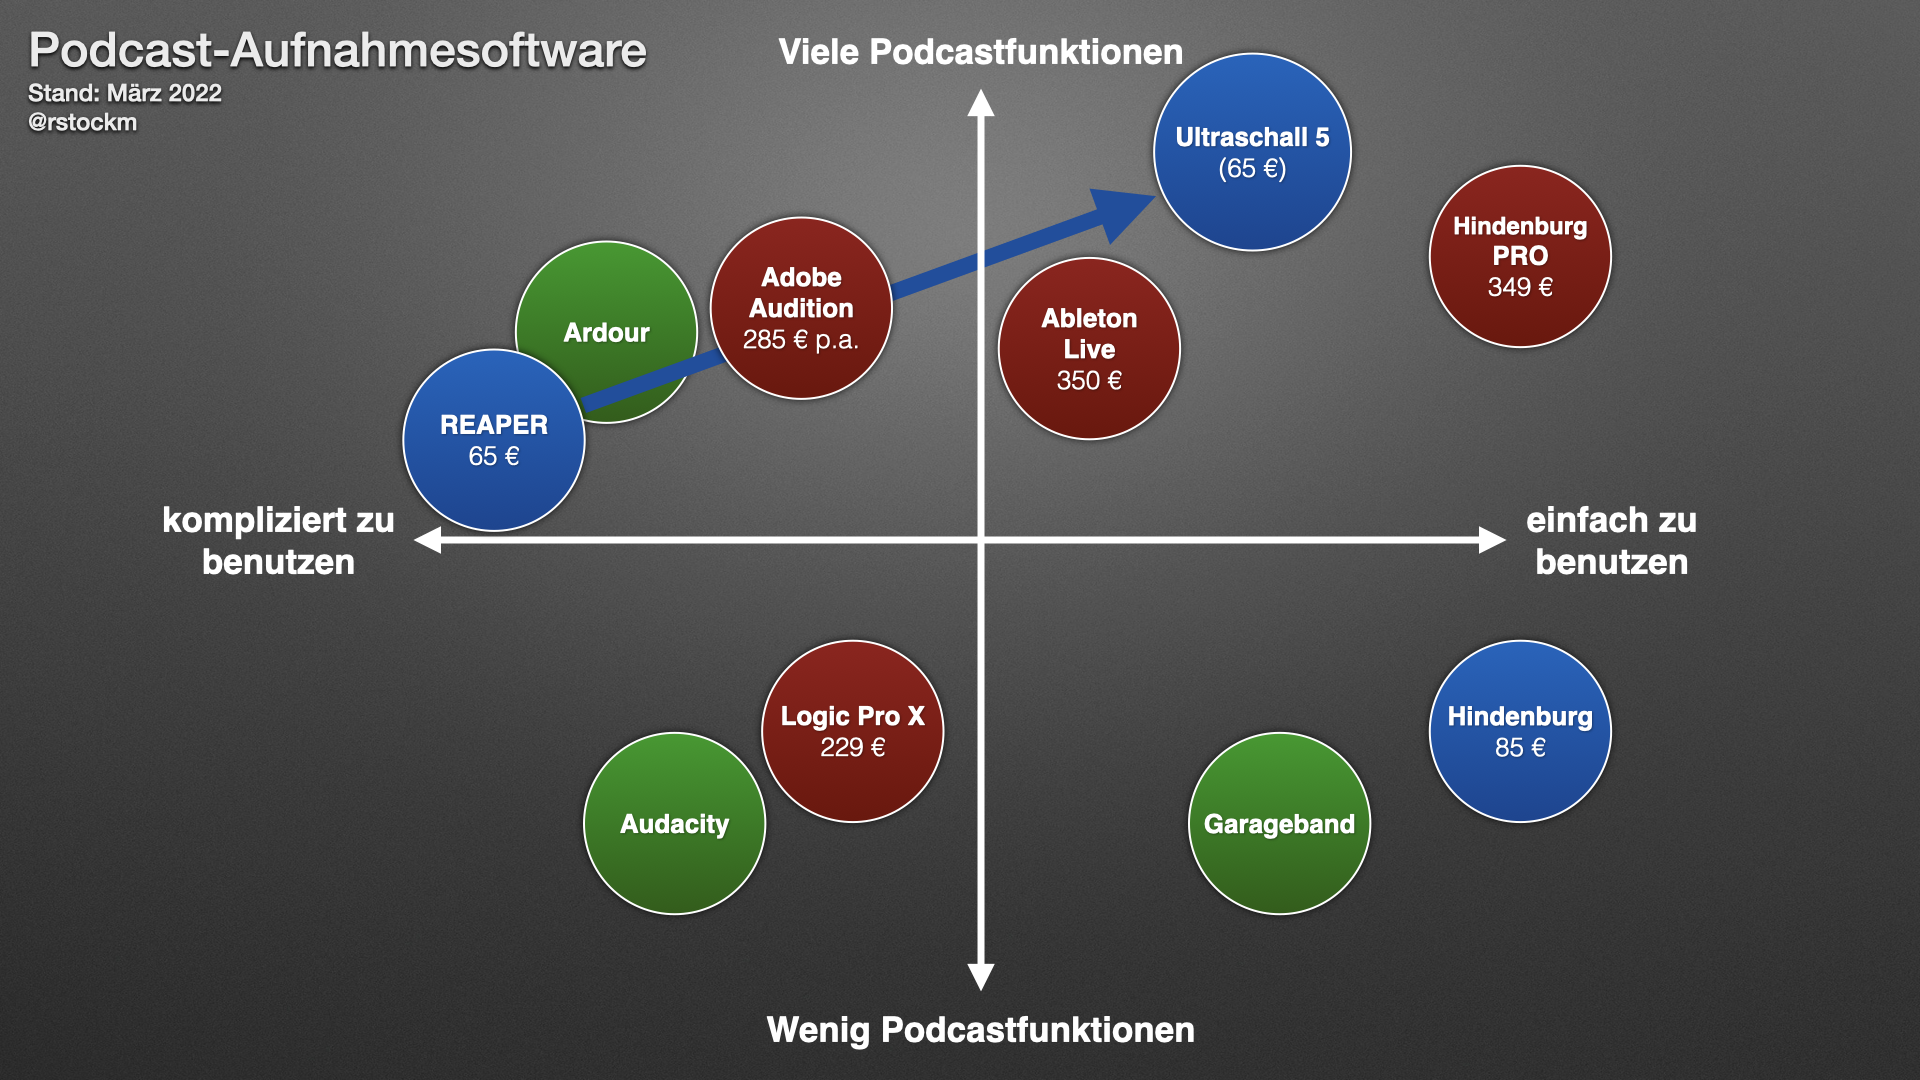 Podcast-Aufnahmesoftware
Stand: März 2022
@rstockm
Viele Podcastfunktionen
Ultraschall 5
(65 €)
Hindenburg
PRO
349 €
Adobe
Audition
285 € p.a.
Ardour
Ableton
Live
350 €
REAPER
65 €
kompliziert zu
benutzen
einfach zu
benutzen
Logic Pro X
229 €
Hindenburg
85 €
Audacity
Garageband
Wenig Podcastfunktionen